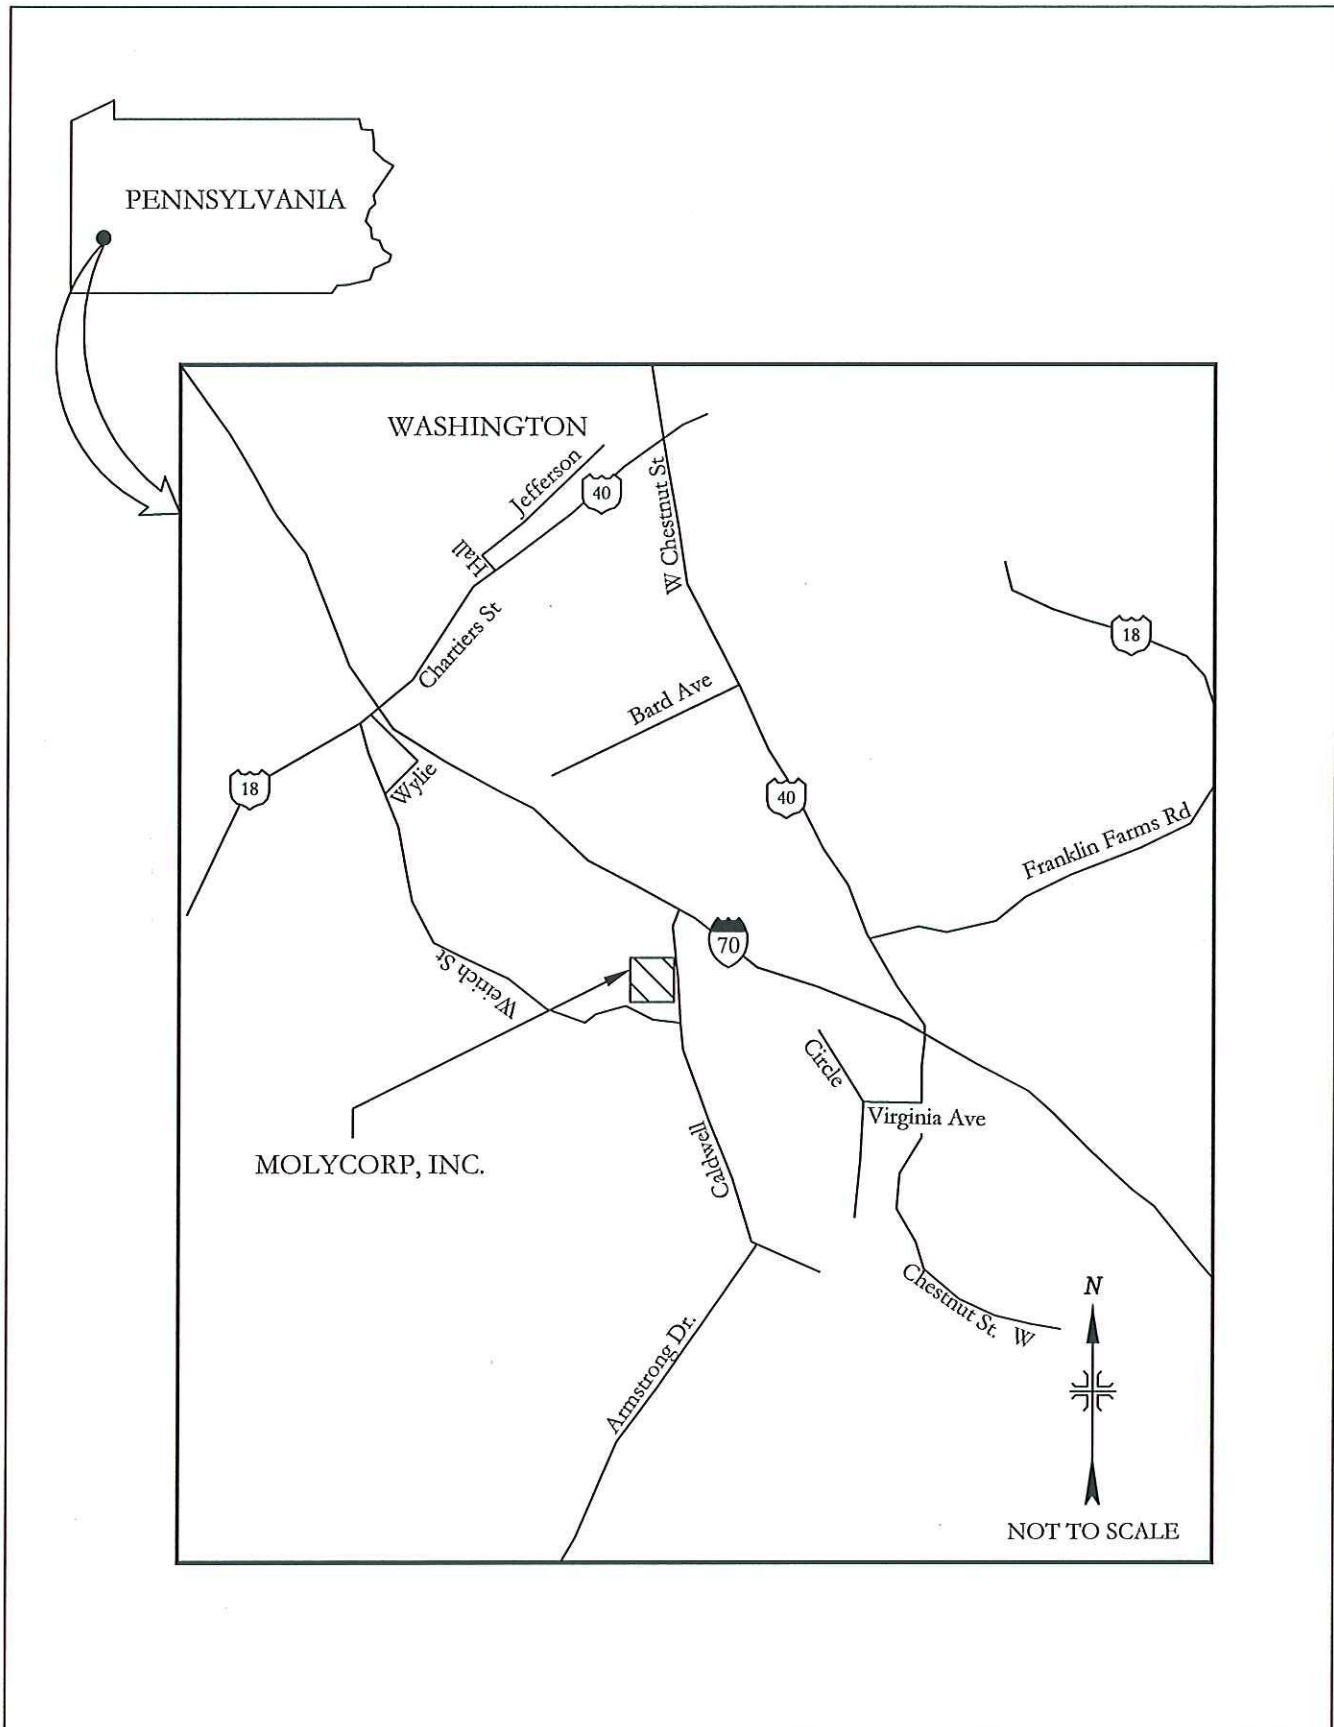 PENNSYLVANIA
WASHINGTON
Jefferson
40
Hall
W Chestnut St
Chartiers St
18
Bard Ave
Wylie
18
40
Franklin Farms Rd
70
Weirich St
Circle
Virginia Ave
Caldwell
MOLYCORP, INC.
Chestnut St. W
N
Armstrong Dr.
NOT TO SCALE